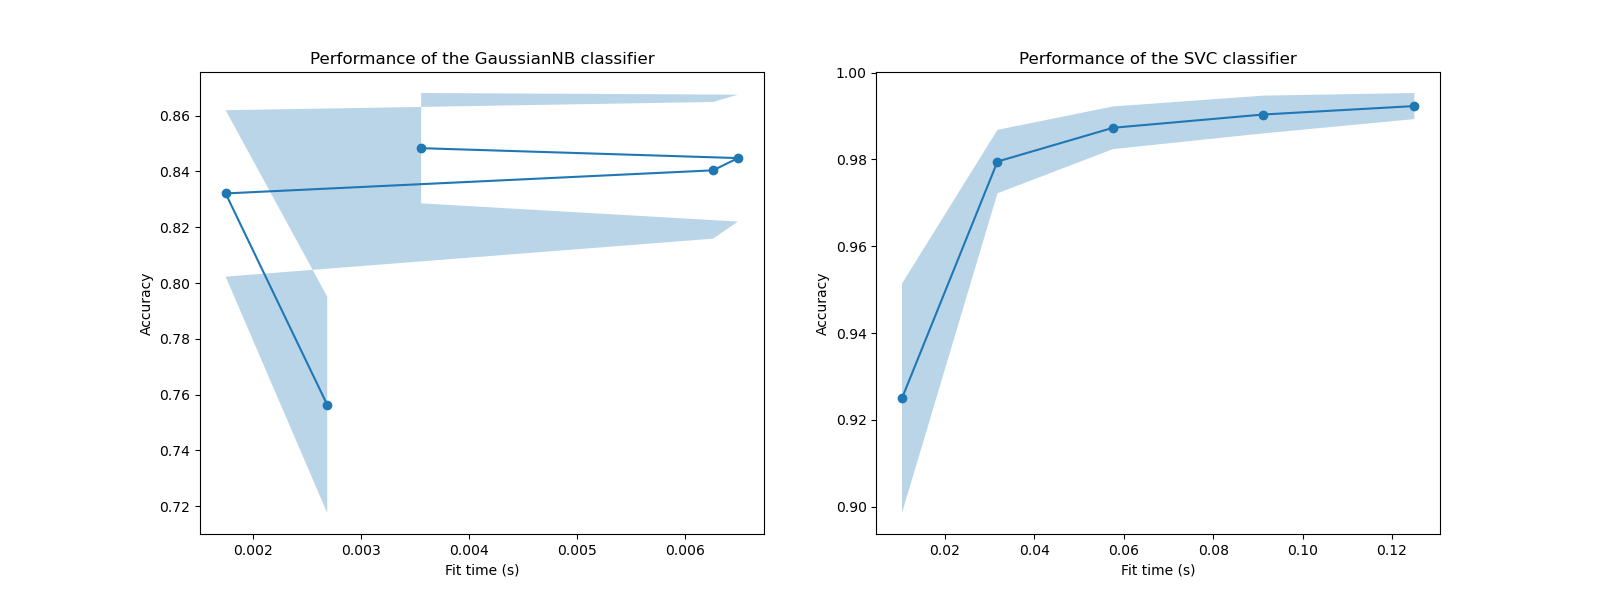 Performance of the GaussianNB classifier
Accuracy
0.86
0.84
0.82
0.80
0.78
0.76
0.74
0.72
0.002 0.003 0.004 0.005 0.006
Fit time (s)
Performance of the SVC classifier
Accuracy
1.00
0.98
0.96
0.94
0.92
0.90
0.02 0.04 0.06 0.08 0.10 0.12
Fit time (s)